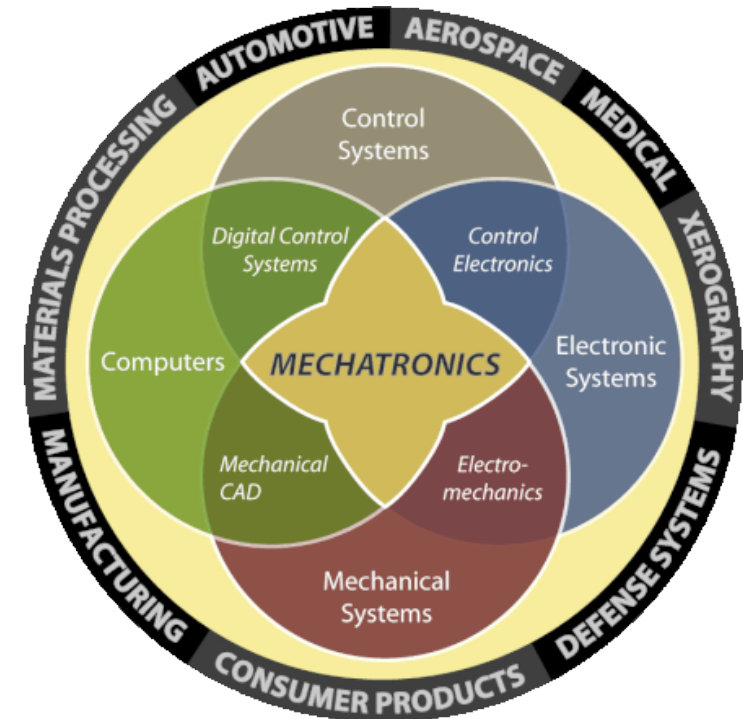 AUTOMOTIVE
AEROSPACE
MEDICAL
XEROGRAPHY
DEFENSE SYSTEMS
CONSUMER PRODUCTS
MANUFACTURING
MATERIALS PROCESSING
Control
Systems
Digital Control
Systems
Control
Electronics
Computers
MECHATRONICS
Electronic
Systems
Mechanical
CAD
Electro-
mechanics
Mechanical
Systems